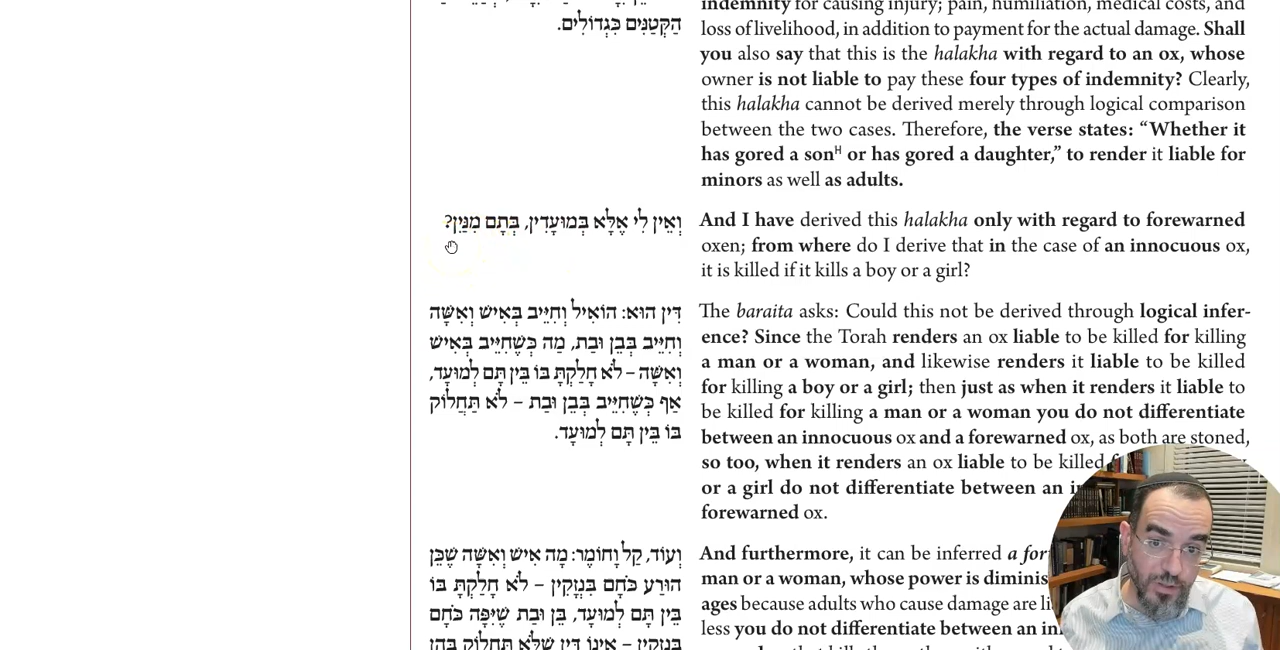 הַקְּטַנִּים כִּגְדוֹלִים.
indemnity for causing injury; pain, humiliation, medical costs, and
loss of livelihood, in addition to payment for the actual damage. Shall
you also say that this is the halakha with regard to an ox, whose
owner is not liable to pay these four types of indemnity? Clearly,
this halakha cannot be derived merely through logical comparison
between the two cases. Therefore, the verse states: “Whether it
has gored a sonᴴ or has gored a daughter,” to render it liable for
minors as well as adults.
וְאֵין לִי אֶלָּא בְּמוּעָדִין, בְּתָם מִנַּיִן?
And I have derived this halakha only with regard to forewarned
oxen; from where do I derive that in the case of an innocuous ox,
it is killed if it kills a boy or a girl?
דִּין הוּא: הוֹאִיל וְחִיֵּיב בְּאִישׁ וְאִשָּׁה
וְחִיֵּיב בְּבֵן וּבַת, מַה כְּשֶׁחִיֵּיב בְּאִישׁ
וְאִשָּׁה – לֹא חָלַקְתָּ בּוֹ בֵּין תָּם לְמוּעָד,
אַף כְּשֶׁחִיֵּיב בְּבֵן וּבַת – לֹא תַּחֲלוֹק
בּוֹ בֵּין תָּם לְמוּעָד.
The baraita asks: Could this not be derived through logical infer-
ence? Since the Torah renders an ox liable to be killed for killing
a man or a woman, and likewise renders it liable to be killed
for killing a boy or a girl; then just as when it renders it liable to
be killed for killing a man or a woman you do not differentiate
between an innocuous ox and a forewarned ox, as both are stoned,
so too, when it renders an ox liable to be killed
or a girl do not differentiate between an
forewarned ox.
וְעוֹד, קַל וָחוֹמֶר: מָה אִישׁ וְאִשָּׁה שֶׁכֵּן
הוּרַע כֹּחָם בִּנְזָקִין – לֹא חָלַקְתָּ בּוֹ
בֵּין תָּם לְמוּעָד, בֵּן וּבַת שֶׁיִּפָּה כֹּחָם
בִּנְזָקִין – אֵינוֹ דִּין שֶׁלֹּא תַּחֲלוֹק בָּהֶן
And furthermore, it can be inferred
man or a woman, whose power is
ages because adults who cause damage are
less you do not differentiate between an